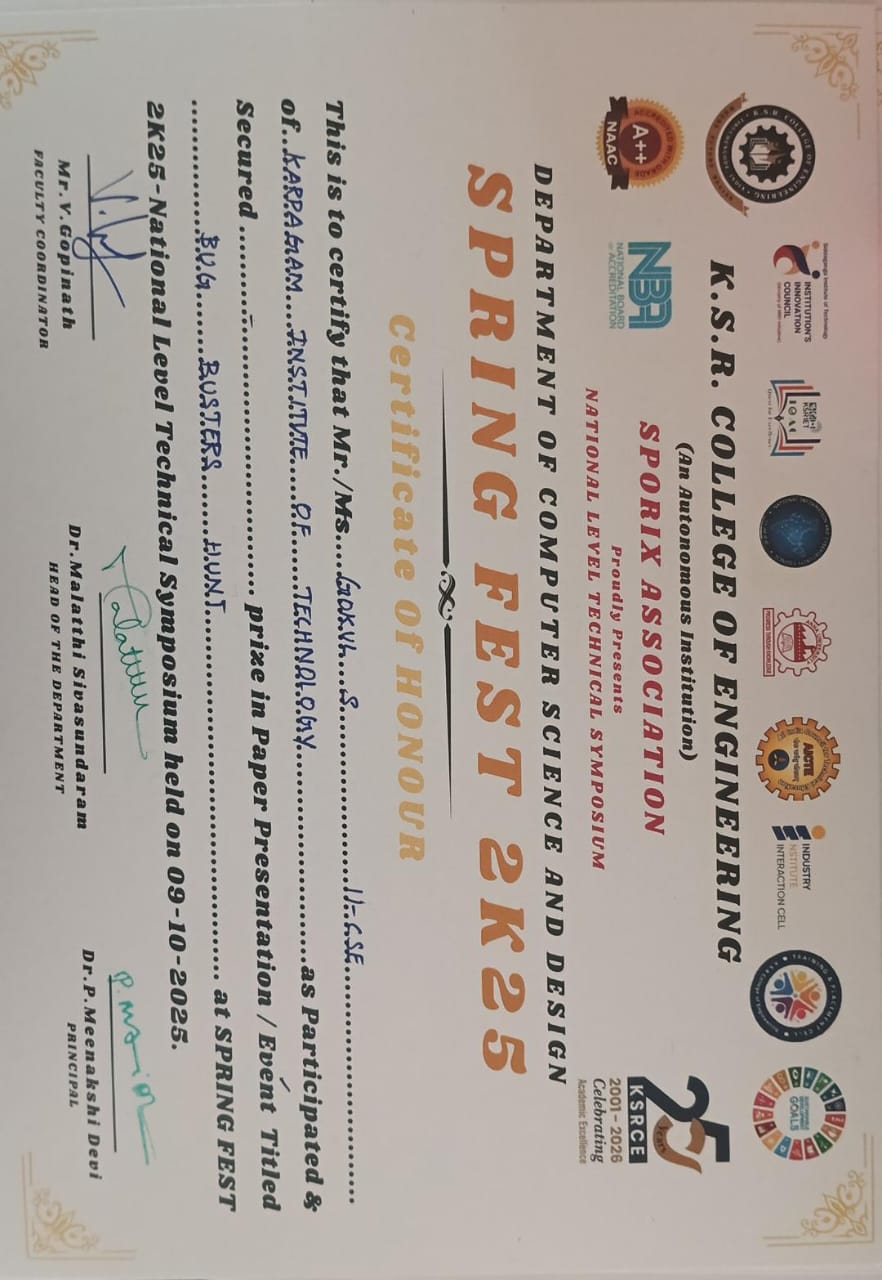 K.S.R. COLLEGE OF ENGINEERING
INSTITUTION'S
INNOVATION
COUNCIL
INDUSTRY
INSTITUTE
INTERACTION CELL
SUSTAINABLE
DEVELOPMENT
GOALS
(An Autonomous Institution)
ACCREDITED WITH GRADE
A++
NAAC
NBA
NATIONAL BOARD
of ACCREDITATION
SPORIX ASSOCIATION
Proudly Presents
NATIONAL LEVEL TECHNICAL SYMPOSIUM
25
Years
KSRCE
2001-2026
Celebrating
Academic Excellence
DEPARTMENT OF COMPUTER SCIENCE AND DESIGN
SPRING FEST 2K25
Certificate of HONOUR
This is to certify that Mr./Ms....GOKUL....S....................II-CSE............................
of..KARPAGAM....INSTITUTE.....OF.....TECHNOLOGY.......................as Participated &
Secured ....-.................................. prize in Paper Presentation / Event Titled
................BUG........BUSTERS........HUNT......................................... at SPRING FEST
2K25-National Level Technical Symposium held on 09-10-2025.
Mr.V.Gopinath
FACULTY COORDINATOR
Dr.Malatthi Sivasundaram
HEAD OF THE DEPARTMENT
Dr.P.Meenakshi Devi
PRINCIPAL